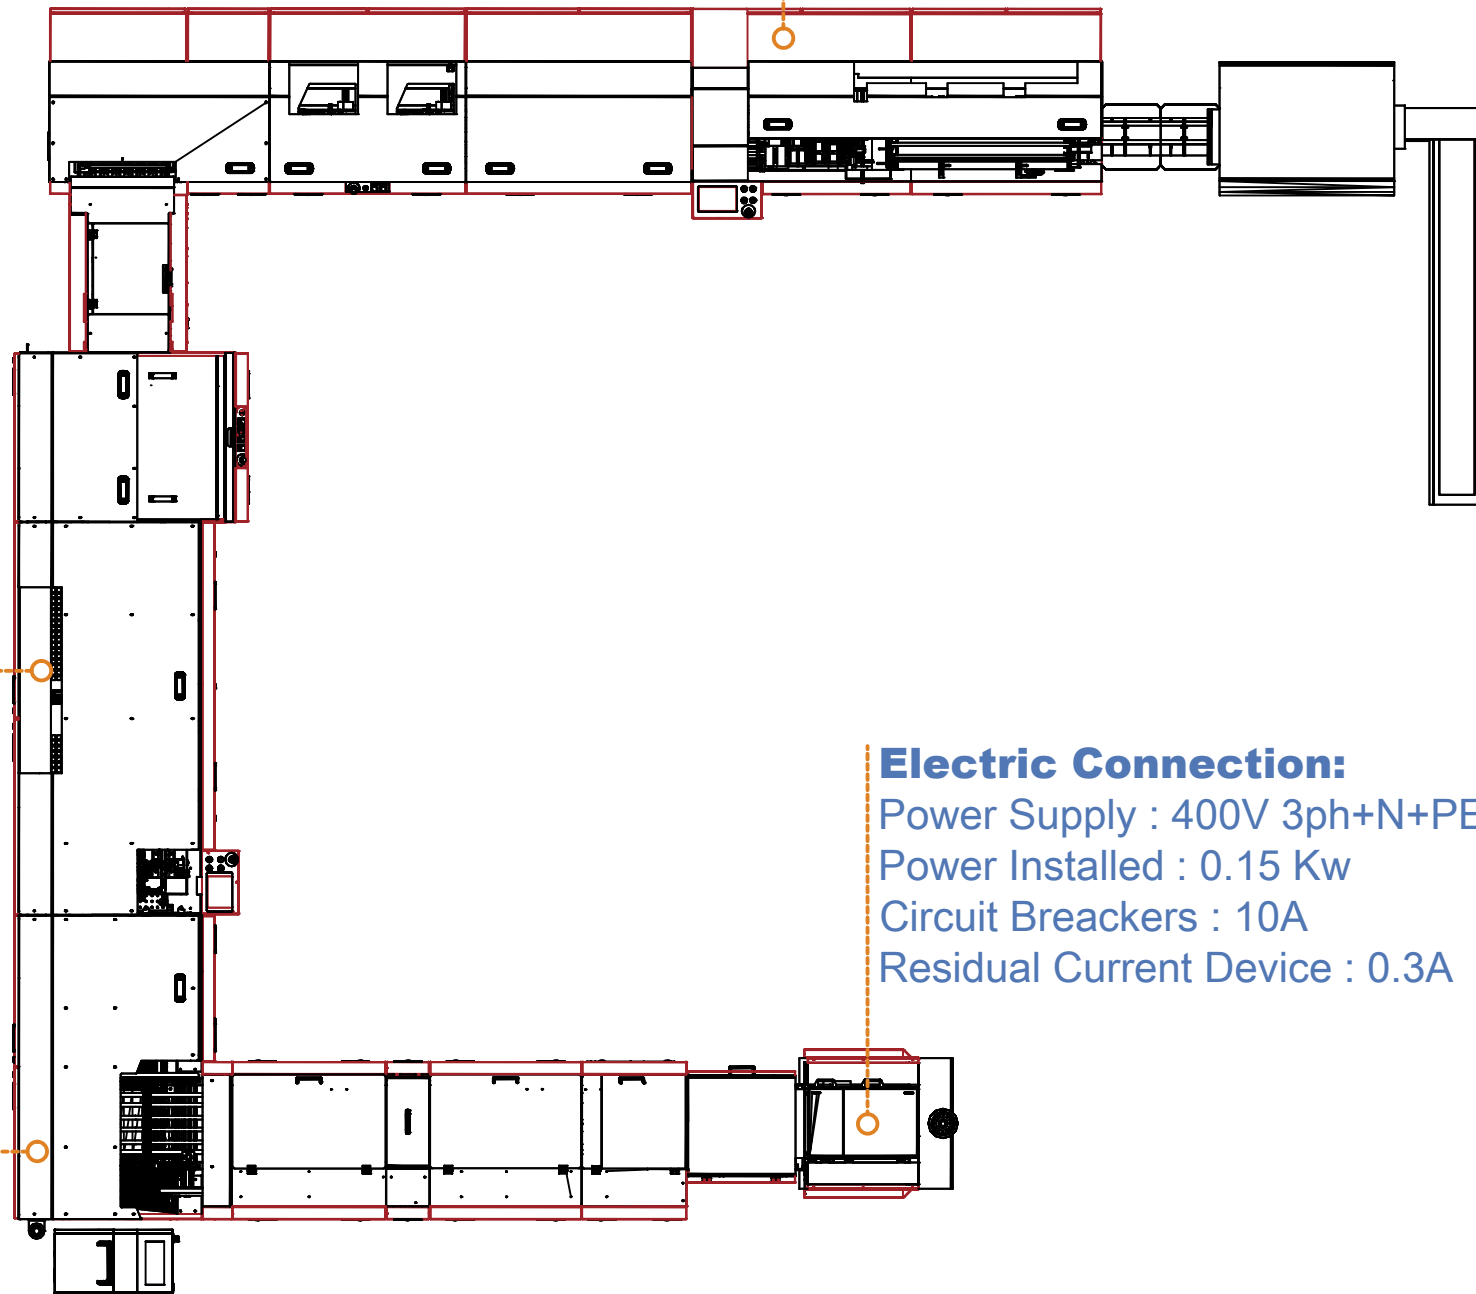 Electric Connection:
Power Supply : 400V 3ph+N+PE
Power Installed : 0.15 Kw
Circuit Breackers : 10A
Residual Current Device : 0.3A